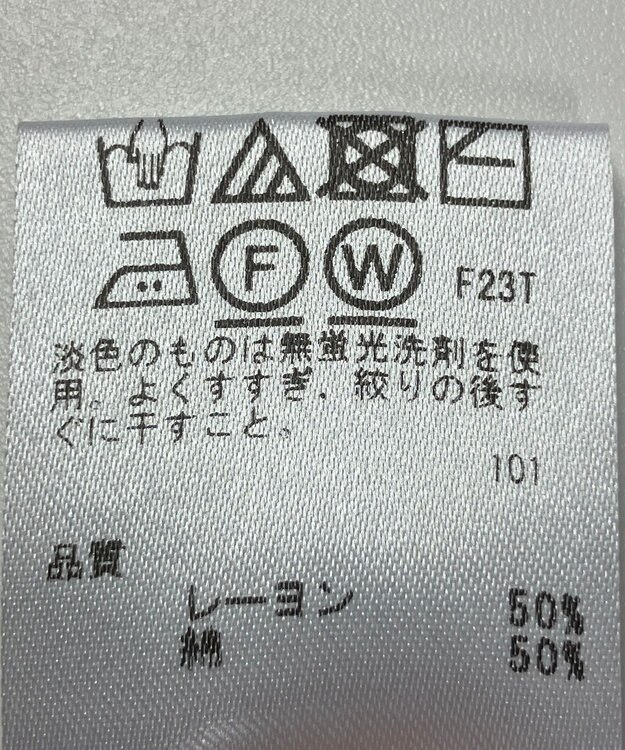 F W F23T
淡色のものは無蛍光洗剤を使
用。よくすすぎ、絞りの後す
ぐに干すこと。
101
品質
レーヨン 50%
綿 50%